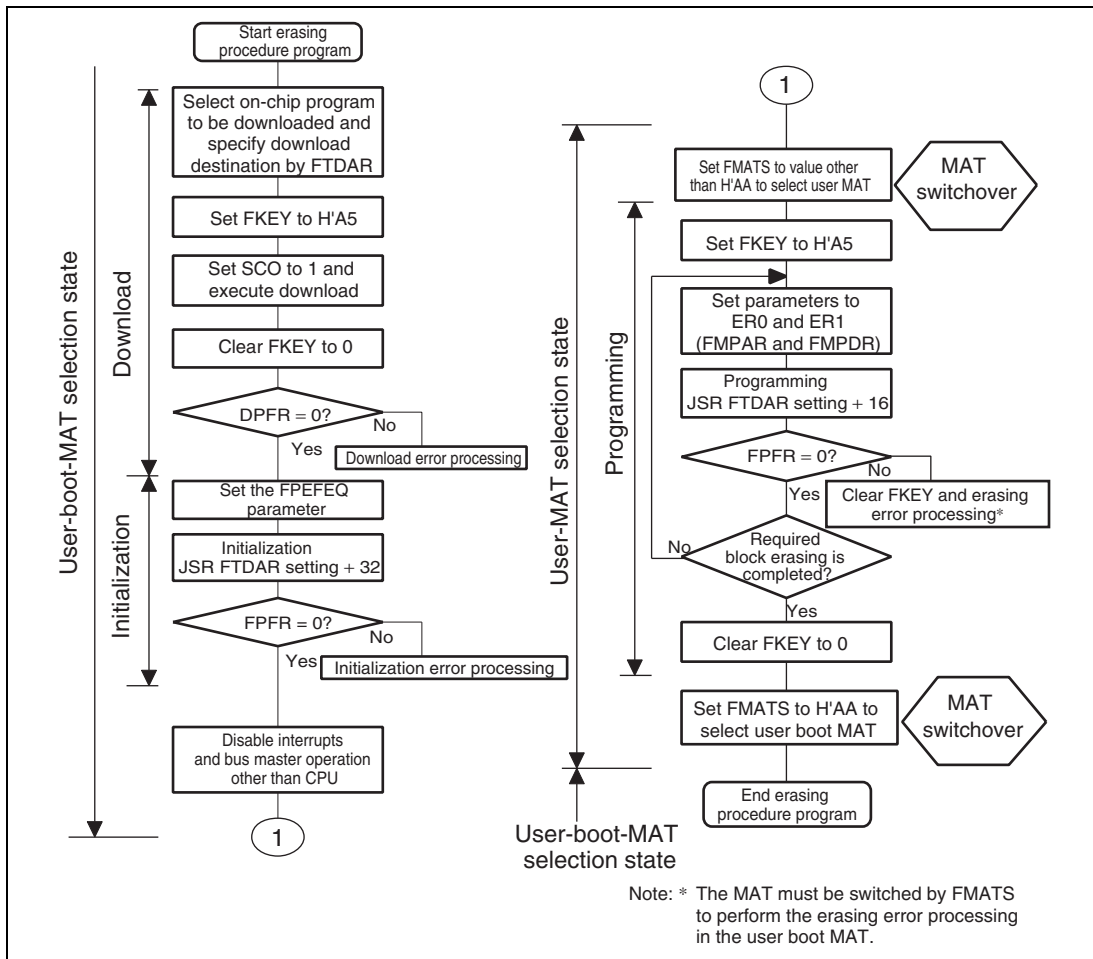 Start erasing
procedure program
Select on-chip program
to be downloaded and
specify download
destination by FTDAR
Set FKEY to H'A5
Set SCO to 1 and
execute download
Clear FKEY to 0
DPFR = 0?
No
Yes
Download error processing
Set the FPEFEQ
parameter
Initialization
JSR FTDAR setting + 32
FPFR = 0?
No
Yes
Initialization error processing
Disable interrupts
and bus master operation
other than CPU
1
User-boot-MAT selection state
Download
Initialization
1
Set FMATS to value other
than H'AA to select user MAT
MAT
switchover
Set FKEY to H'A5
Set parameters to
ER0 and ER1
(FMPAR and FMPDR)
Programming
JSR FTDAR setting + 16
FPFR = 0?
No
Yes
Clear FKEY and erasing
error processing*
Required
block erasing is
completed?
No
Yes
Clear FKEY to 0
Set FMATS to H'AA to
select user boot MAT
MAT
switchover
End erasing
procedure program
User-MAT selection state
Programming
User-boot-MAT
selection state
Note: * The MAT must be switched by FMATS
to perform the erasing error processing
in the user boot MAT.